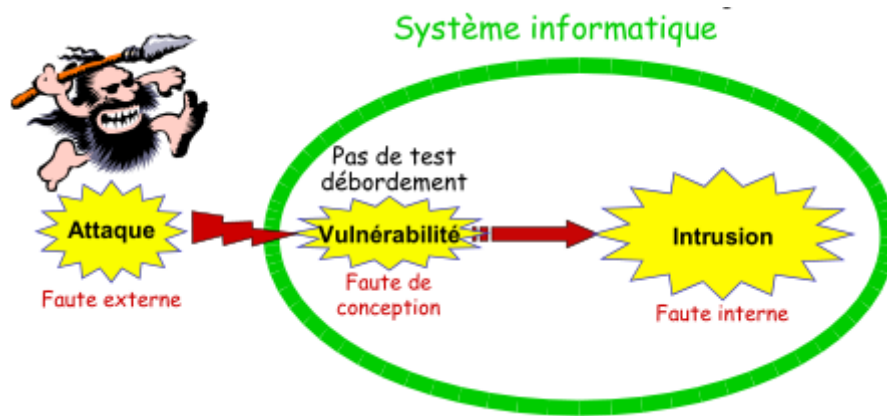 Système informatique
Pas de test
débordement
Attaque
Vulnérabilité
Intrusion
Faute externe
Faute de
conception
Faute interne